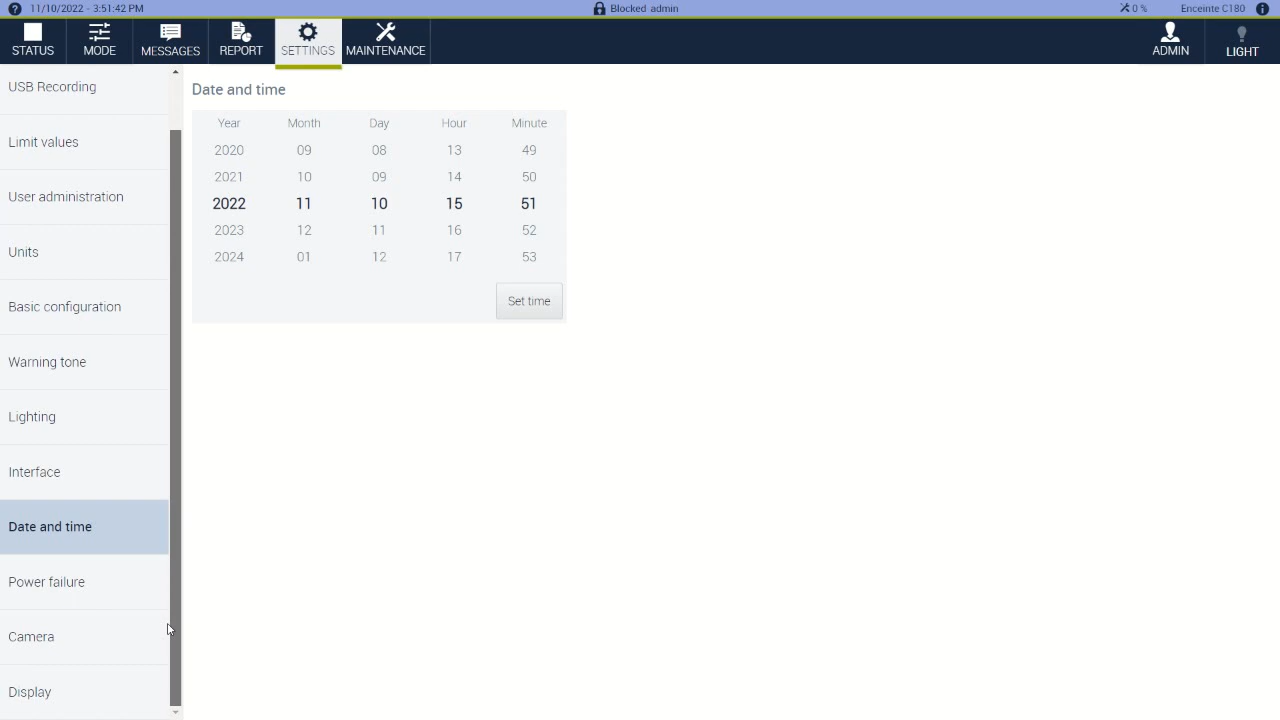 11/10/2022 - 3:51:42 PM
Blocked-admin
0 %
Enceinte C180
STATUS
MODE
MESSAGES
REPORT
SETTINGS
MAINTENANCE
ADMIN
LIGHT
USB Recording
Limit values
User administration
Units
Basic configuration
Warning tone
Lighting
Interface
Date and time
Power failure
Camera
Display
Date and time
Year Month Day Hour Minute
2020 09 08 13 49
2021 10 09 14 50
2022 11 10 15 51
2023 12 11 16 52
2024 01 12 17 53
Set time